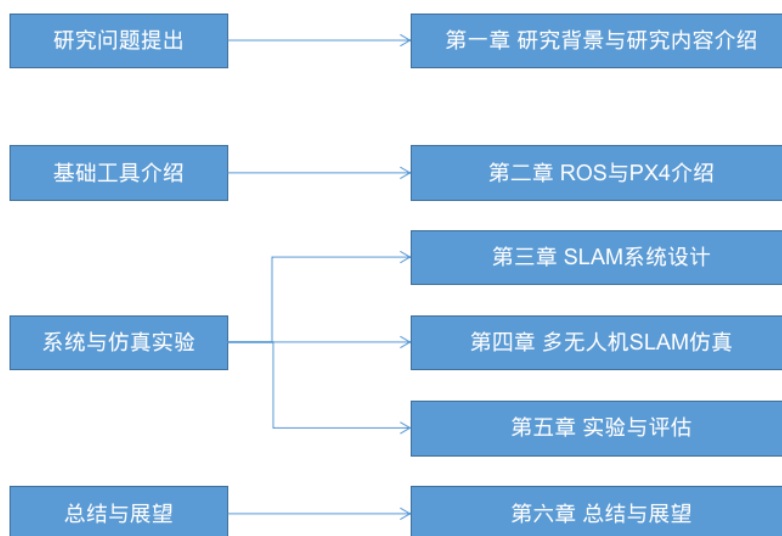 研究问题提出
第一章 研究背景与研究内容介绍
基础工具介绍
第二章 ROS与PX4介绍
系统与仿真实验
第三章 SLAM系统设计
第四章 多无人机SLAM仿真
第五章 实验与评估
总结与展望
第六章 总结与展望